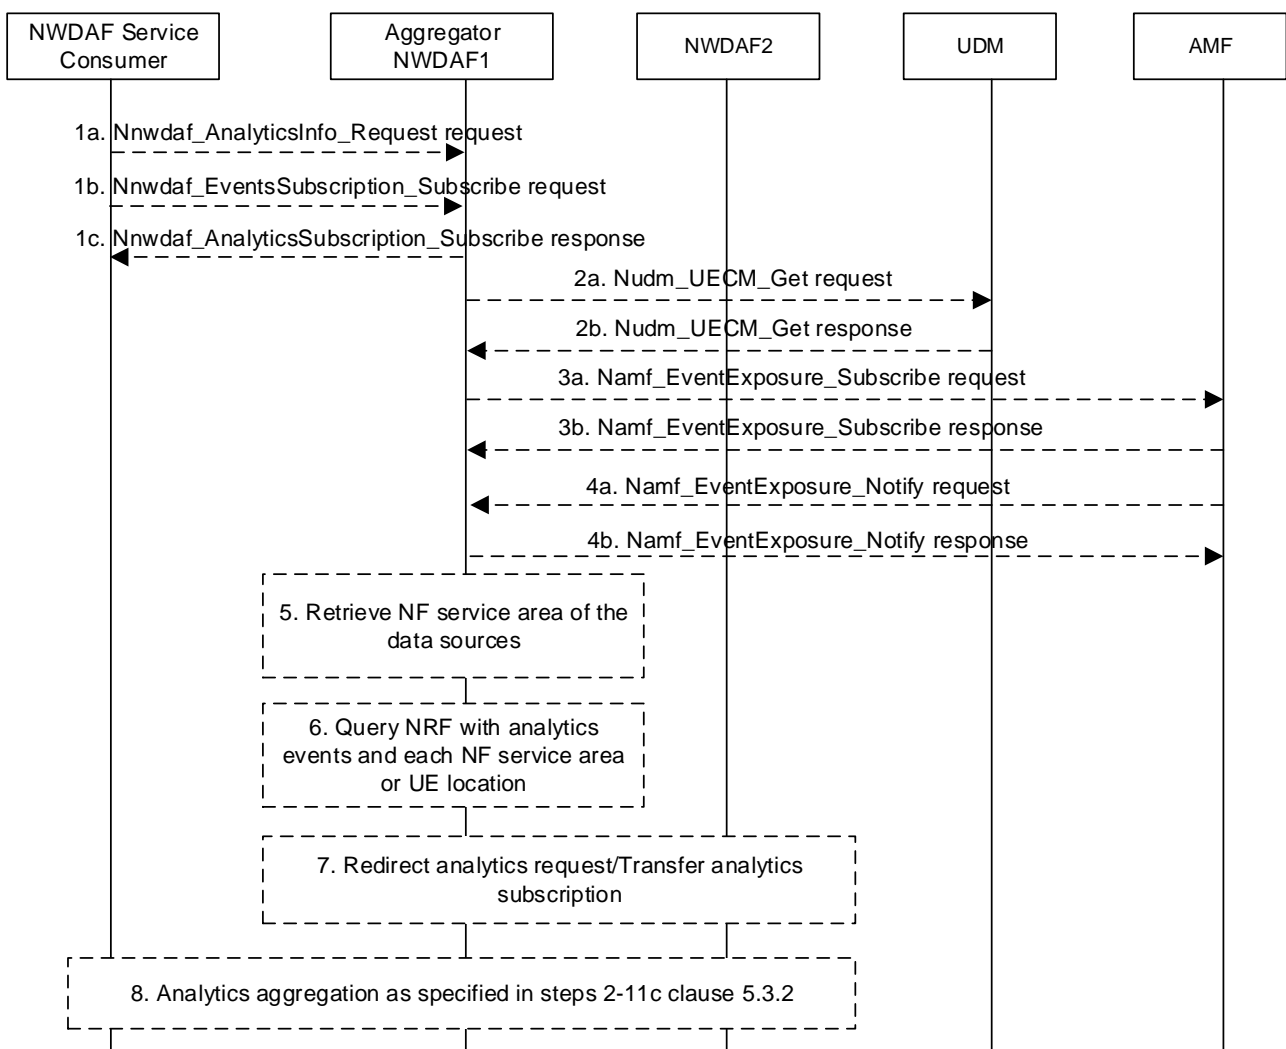 NWDAF Service
Consumer
Aggregator
NWDAF1
NWDAF2
UDM
AMF
1a. Nnwdaf_AnalyticsInfo_Request request
1b. Nnwdaf_EventsSubscription_Subscribe request
1c. Nnwdaf_AnalyticsSubscription_Subscribe response
2a. Nudm_UECM_Get request
2b. Nudm_UECM_Get response
3a. Namf_EventExposure_Subscribe request
3b. Namf_EventExposure_Subscribe response
4a. Namf_EventExposure_Notify request
4b. Namf_EventExposure_Notify response
5. Retrieve NF service area of the
data sources
6. Query NRF with analytics
events and each NF service area
or UE location
7. Redirect analytics request/Transfer analytics
subscription
8. Analytics aggregation as specified in steps 2-11c clause 5.3.2